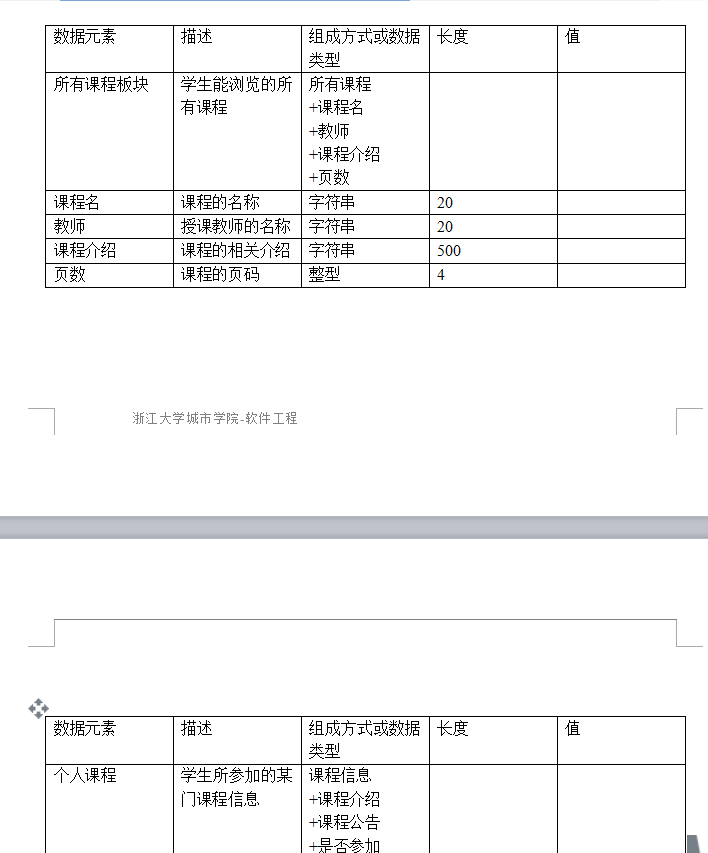 数据元素 描述 组成方式或数据 长度 值
类型
所有课程板块 学生能浏览的所 所有课程
有课程 +课程名
+教师
+课程介绍
+页数
课程名 课程的名称 字符串 20
教师 授课教师的名称 字符串 20
课程介绍 课程的相关介绍 字符串 500
页数 课程的页码 整型 4
浙江大学城市学院-软件工程
数据元素 描述 组成方式或数据 长度 值
类型
个人课程 学生所参加的某 课程信息
门课程信息 +课程介绍
+课程公告
+是否参加